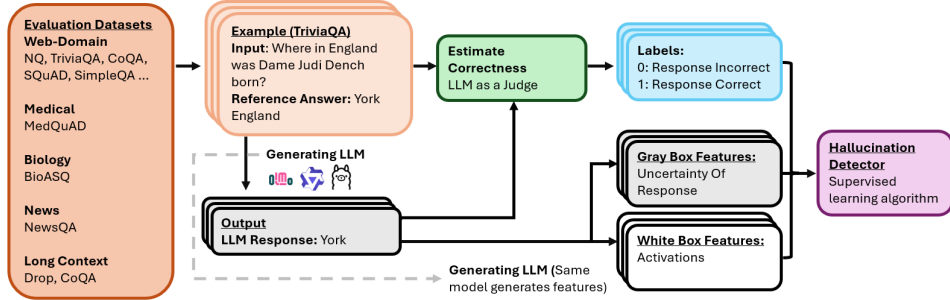 Evaluation Datasets
Web-Domain
NQ, TriviaQA, CoQA,
SQuAD, SimpleQA ...
Medical
MedQuAD
Biology
BioASQ
News
NewsQA
Long Context
Drop, CoQA
Example (TriviaQA)
Input: Where in England
was Dame Judi Dench
born?
Reference Answer: York
England
Generating LLM
olmo
Output
LLM Response: York
Estimate
Correctness
LLM as a Judge
Labels:
0: Response Incorrect
1: Response Correct
Gray Box Features:
Uncertainty Of
Response
White Box Features:
Activations
Generating LLM (Same
model generates features)
Hallucination
Detector
Supervised
learning algorithm